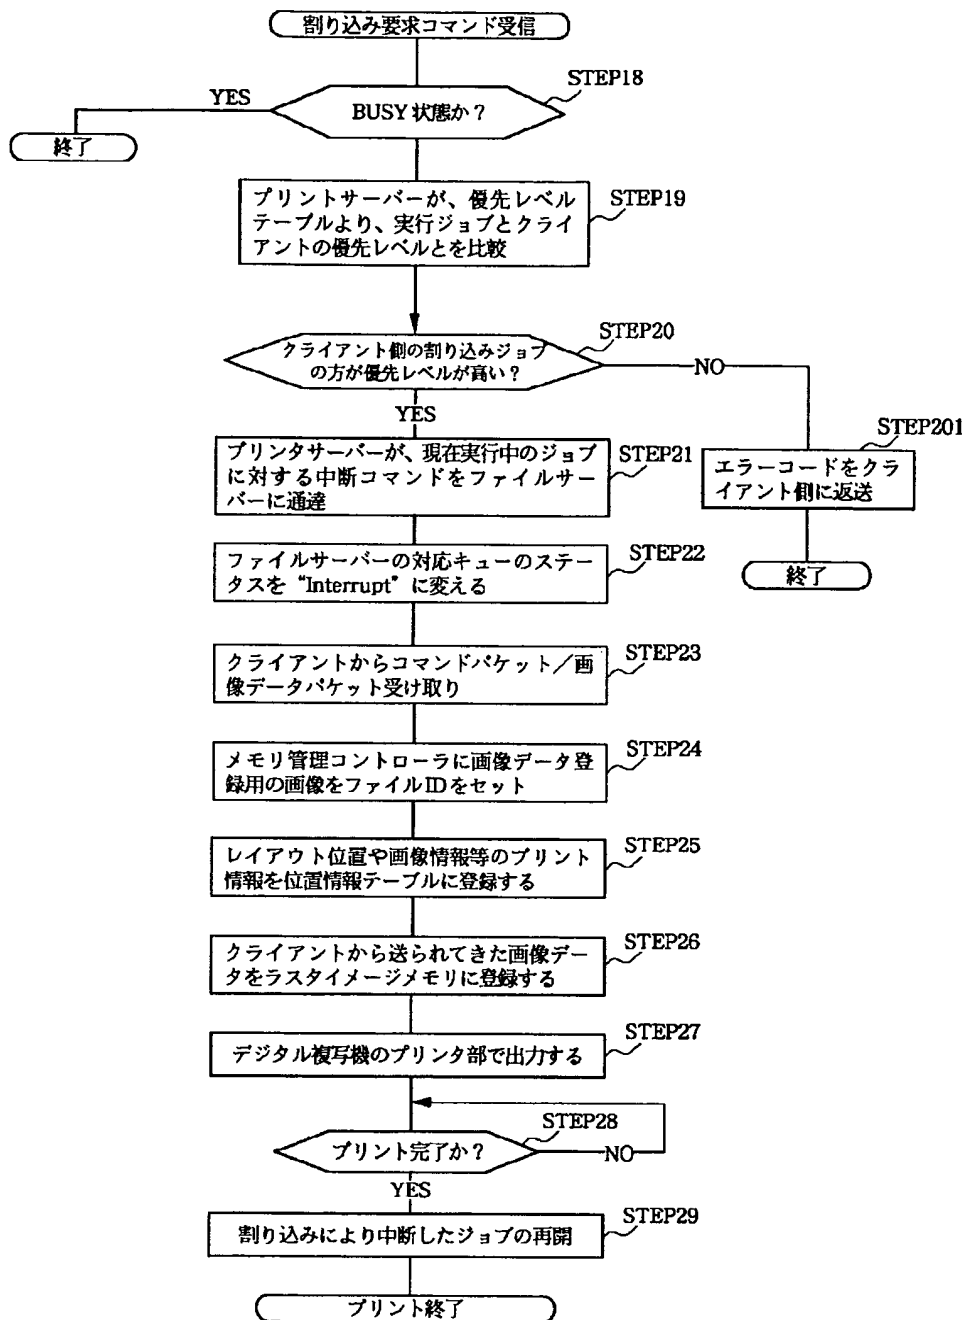 割り込み要求コマンド受信
STEP18
YES
BUSY 状態か？
終了
プリントサーバーが、優先レベル
テーブルより、実行ジョブとクライ
アントの優先レベルとを比較
STEP19
STEP20
クライアント側の割り込みジョブ
の方が優先レベルが高い？
NO
YES
STEP201
エラーコードをクラ
イアント側に返送
終了
プリンタサーバーが、現在実行中のジョブ
に対する中断コマンドをファイルサー
バーに通達
STEP21
ファイルサーバーの対応キューのステー
タスを“Interrupt”に変える
STEP22
クライアントからコマンドパケット／画
像データパケット受け取り
STEP23
メモリ管理コントローラに画像データ登
録用の画像をファイルIDをセット
STEP24
レイアウト位置や画像情報等のプリント
情報を位置情報テーブルに登録する
STEP25
クライアントから送られてきた画像デー
タをラスタイメージメモリに登録する
STEP26
デジタル複写機のプリンタ部で出力する
STEP27
STEP28
プリント完了か？
NO
YES
割り込みにより中断したジョブの再開
STEP29
プリント終了